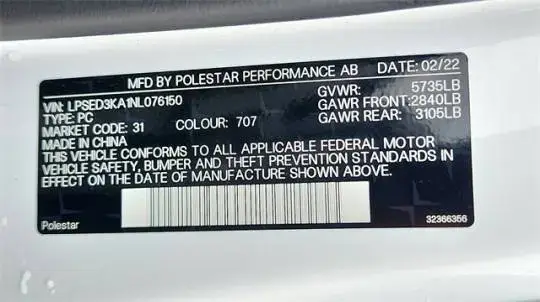 MFD BY POLESTAR PERFORMANCE AB DATE: 02/22
VIN: LPSED3KA1NL076150 GVWR: 5735LB
TYPE: PC GAWR FRONT: 2840LB
MARKET CODE: 31 COLOUR: 707 GAWR REAR: 3105LB
MADE IN CHINA
THIS VEHICLE CONFORMS TO ALL APPLICABLE FEDERAL MOTOR
VEHICLE SAFETY, BUMPER AND THEFT PREVENTION STANDARDS IN
EFFECT ON THE DATE OF MANUFACTURE SHOWN ABOVE.
Polestar 32366356